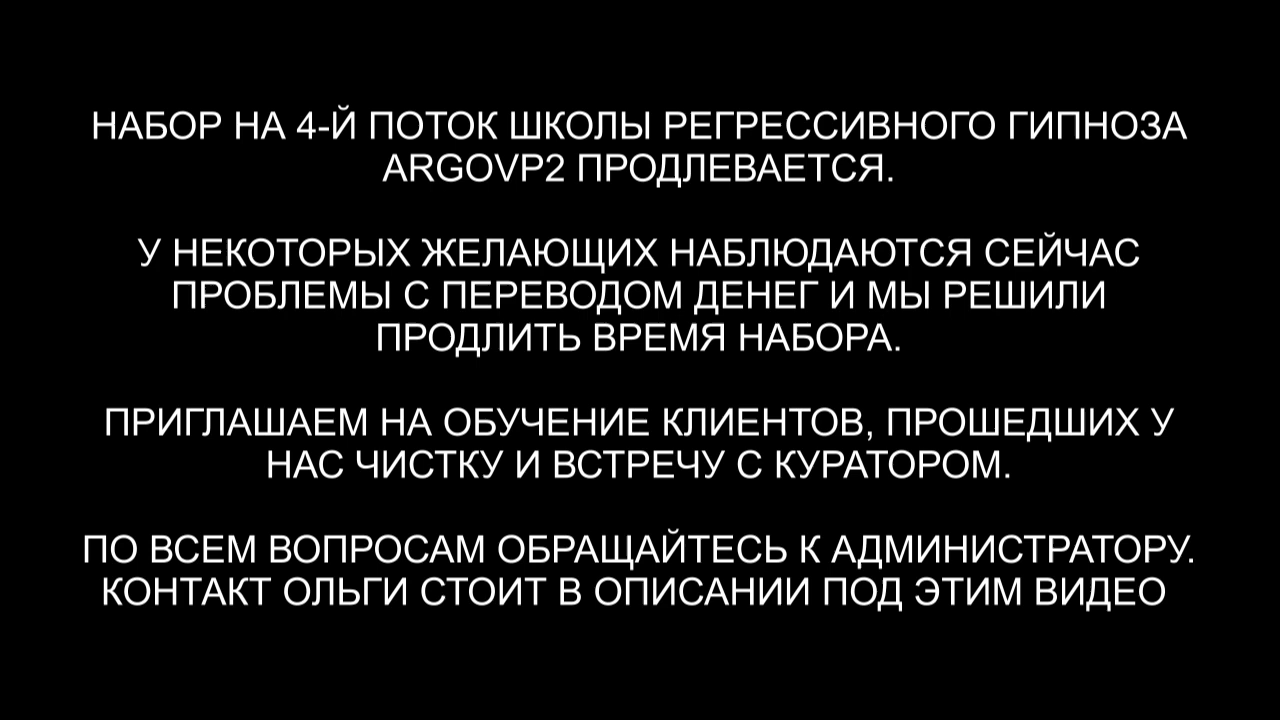 НАБОР НА 4-Й ПОТОК ШКОЛЫ РЕГРЕССИВНОГО ГИПНОЗА
ARGOVP2 ПРОДЛЕВАЕТСЯ.
У НЕКОТОРЫХ ЖЕЛАЮЩИХ НАБЛЮДАЮТСЯ СЕЙЧАС
ПРОБЛЕМЫ С ПЕРЕВОДОМ ДЕНЕГ И МЫ РЕШИЛИ
ПРОДЛИТЬ ВРЕМЯ НАБОРА.
ПРИГЛАШАЕМ НА ОБУЧЕНИЕ КЛИЕНТОВ, ПРОШЕДШИХ У
НАС ЧИСТКУ И ВСТРЕЧУ С КУРАТОРОМ.
ПО ВСЕМ ВОПРОСАМ ОБРАЩАЙТЕСЬ К АДМИНИСТРАТОРУ.
КОНТАКТ ОЛЬГИ СТОИТ В ОПИСАНИИ ПОД ЭТИМ ВИДЕО